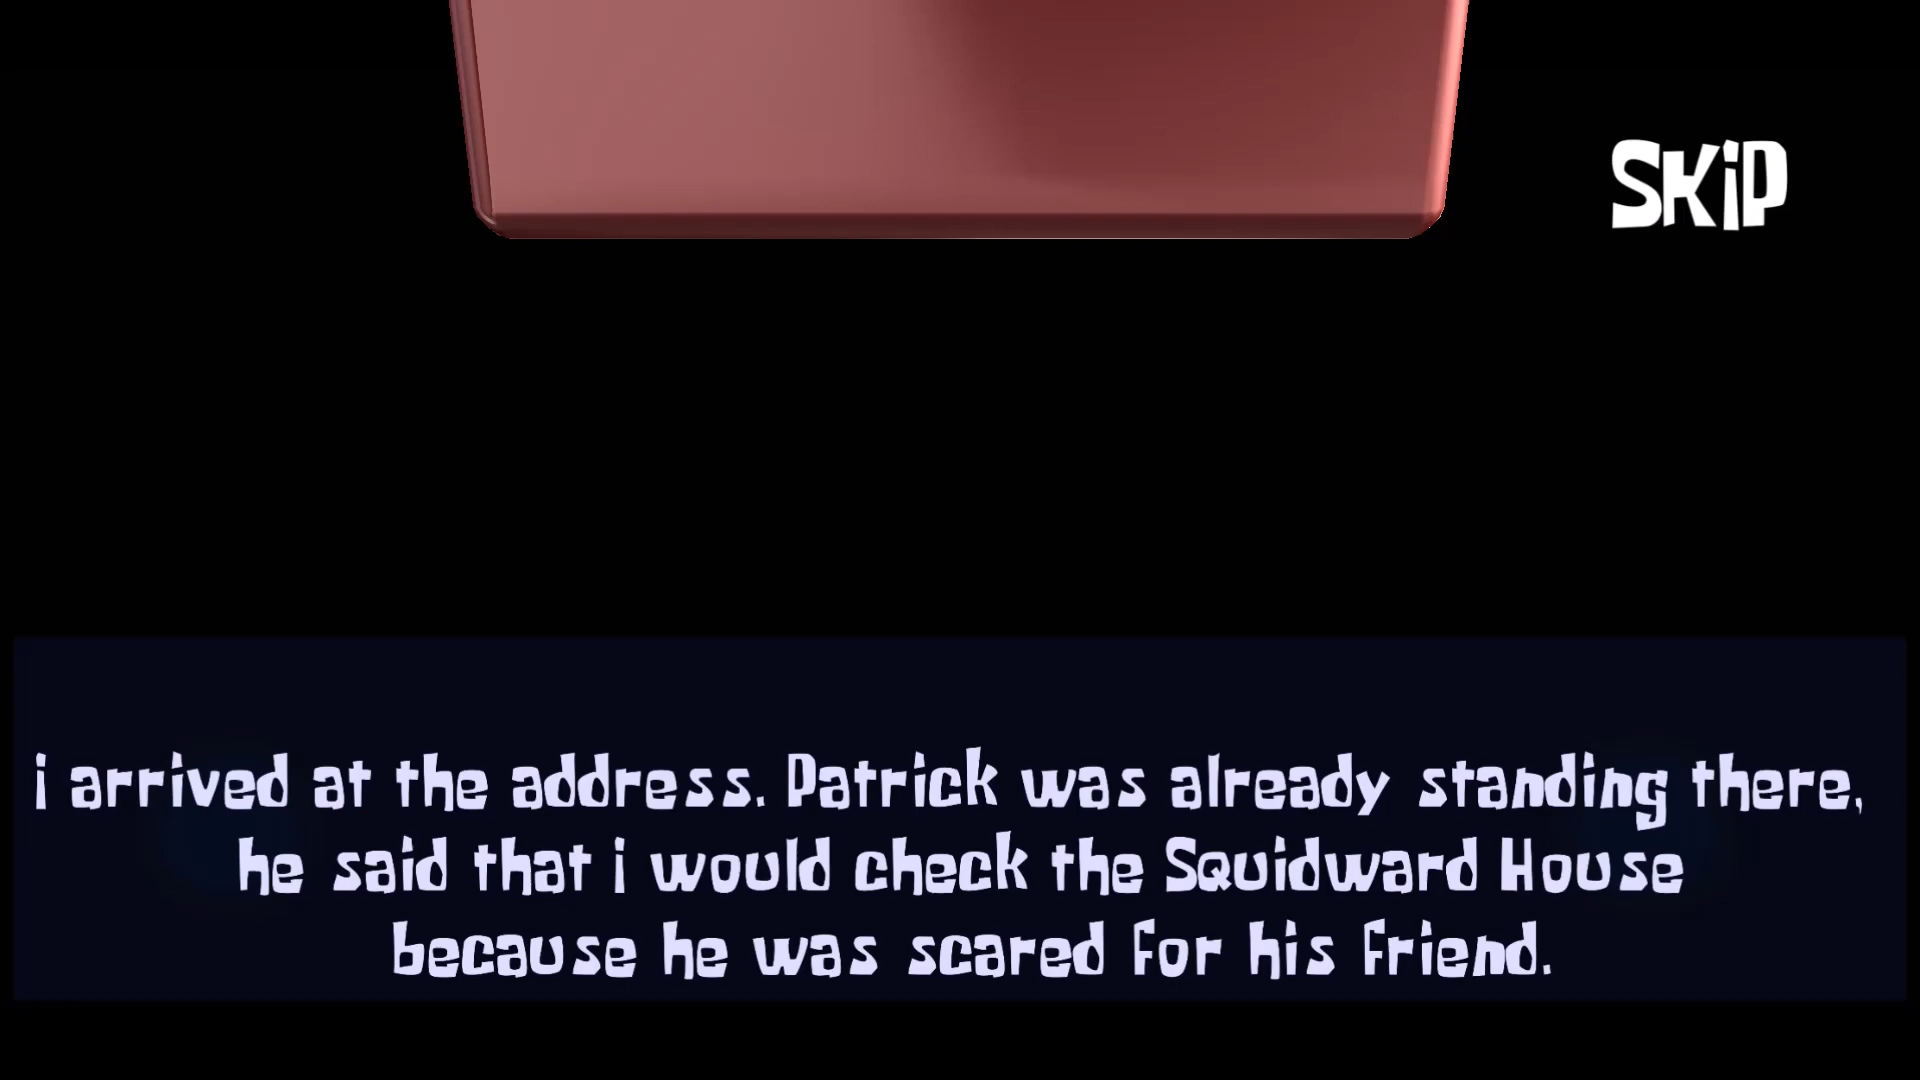 SKiP
i arrived at the address. Patrick was already standing there,
he said that i would check the Squidward House
because he was scared for his friend.